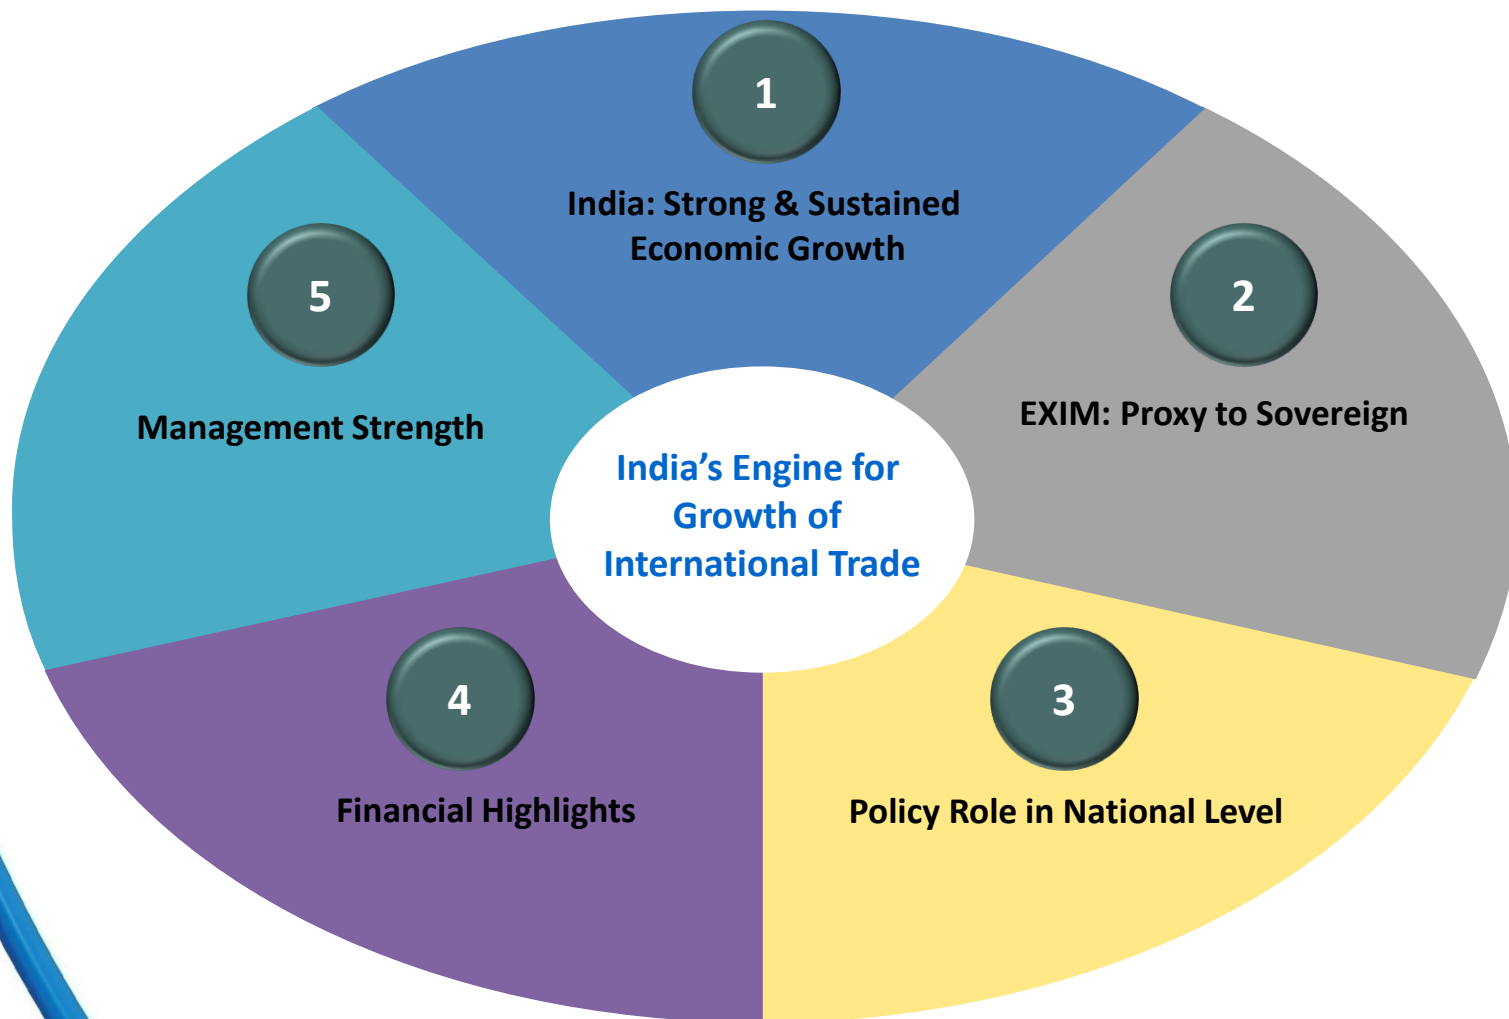 1
India: Strong & Sustained
Economic Growth
2
EXIM: Proxy to Sovereign
3
Policy Role in National Level
4
Financial Highlights
5
Management Strength
India’s Engine for
Growth of
International Trade